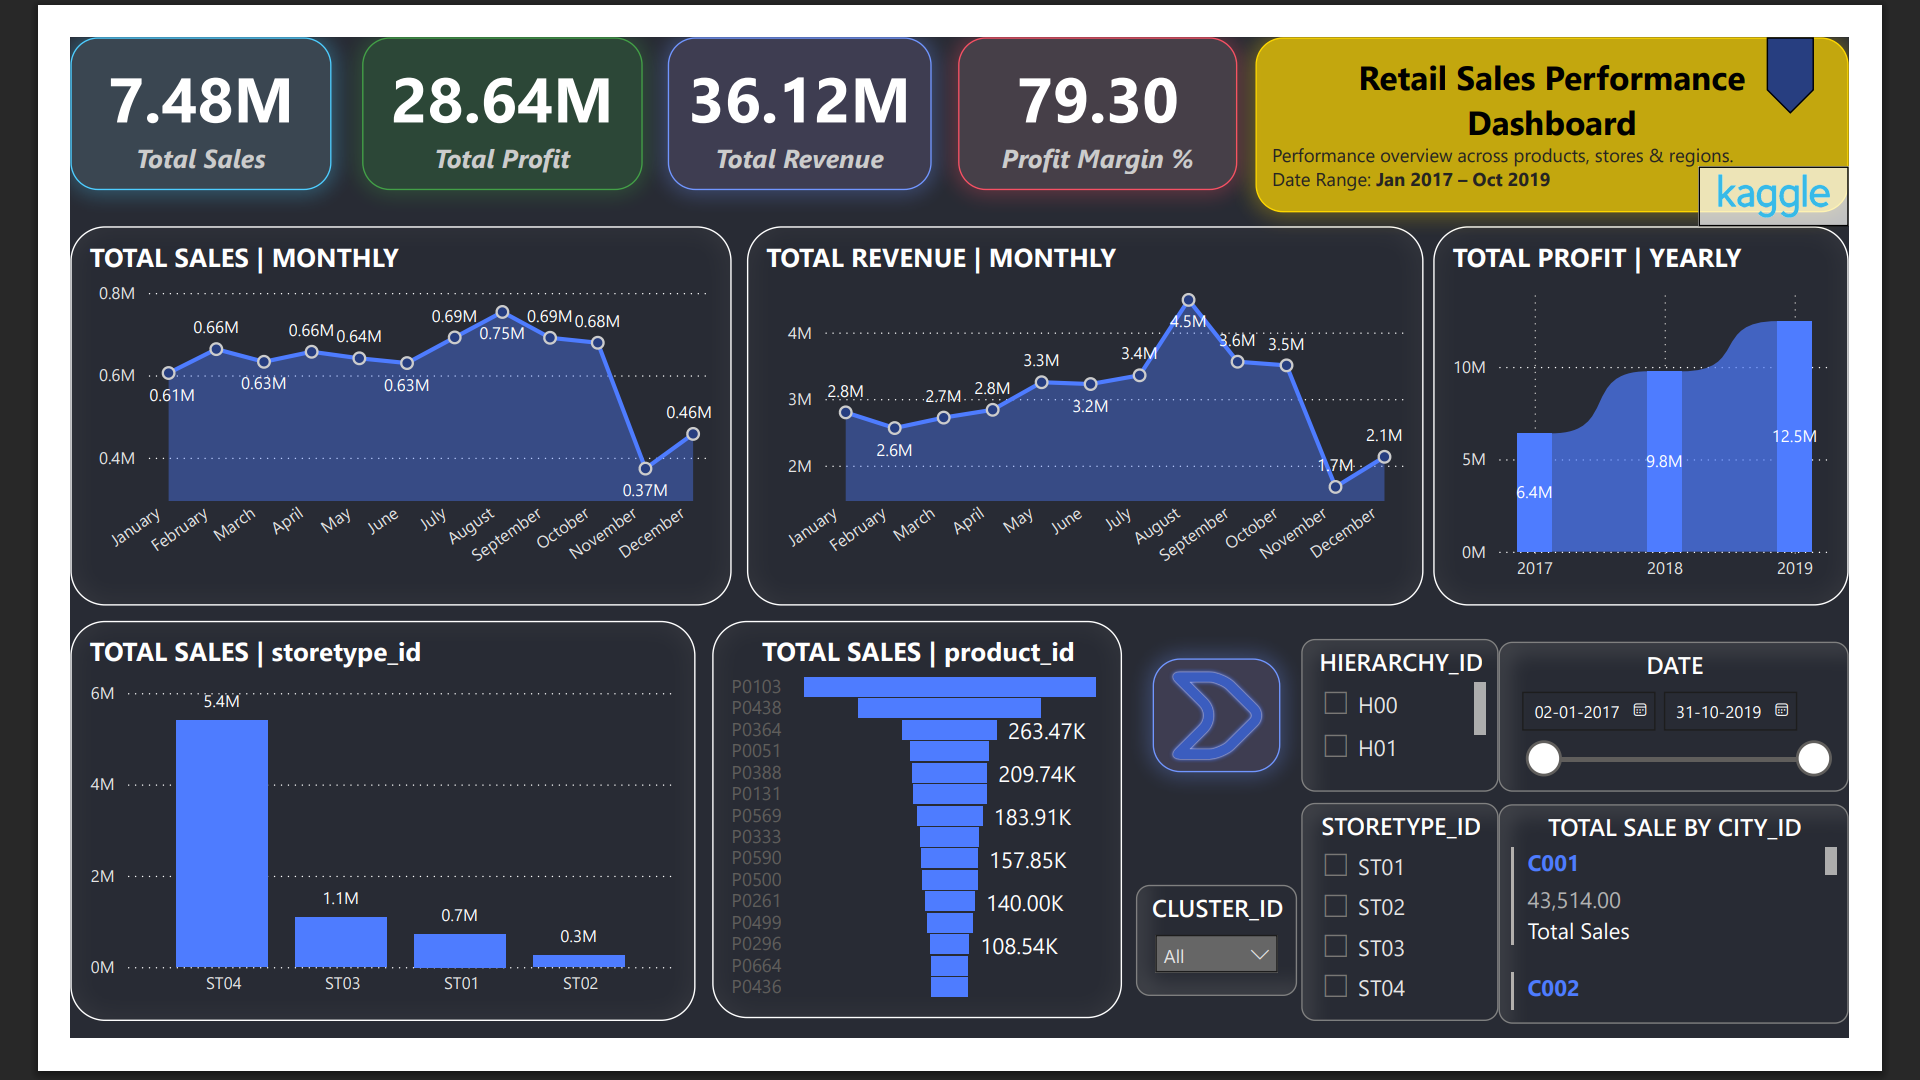 7.48M
Total Sales
28.64M
Total Profit
36.12M
Total Revenue
79.30
Profit Margin %
Retail Sales Performance
Dashboard
Performance overview across products, stores & regions.
Date Range: Jan 2017 – Oct 2019
kaggle
TOTAL SALES | MONTHLY
0.8M
0.6M
0.4M
0.61M
0.66M
0.63M
0.66M
0.64M
0.63M
0.69M
0.75M
0.69M
0.68M
0.37M
0.46M
January
February
March
April
May
June
July
August
September
October
November
December
TOTAL REVENUE | MONTHLY
4M
3M
2M
2.8M
2.6M
2.7M
2.8M
3.3M
3.2M
3.4M
4.5M
3.6M
3.5M
1.7M
2.1M
January
February
March
April
May
June
July
August
September
October
November
December
TOTAL PROFIT | YEARLY
10M
5M
0M
6.4M
9.8M
12.5M
2017
2018
2019
TOTAL SALES | storetype_id
6M
4M
2M
0M
5.4M
1.1M
0.7M
0.3M
ST04
ST03
ST01
ST02
TOTAL SALES | product_id
P0103
P0438
P0364 263.47K
P0051
P0388 209.74K
P0131
P0569 183.91K
P0333
P0590 157.85K
P0500
P0261 140.00K
P0499
P0296 108.54K
P0664
P0436
CLUSTER_ID
All
HIERARCHY_ID
H00
H01
DATE
02-01-2017
31-10-2019
STORETYPE_ID
ST01
ST02
ST03
ST04
TOTAL SALE BY CITY_ID
C001
43,514.00
Total Sales
C002